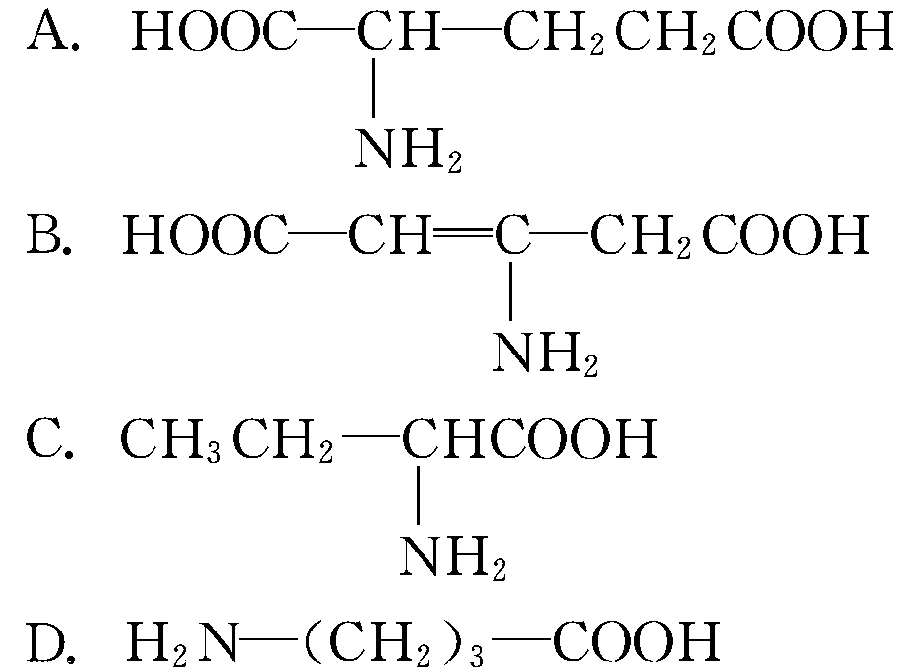 A. HOOC—CH—CH₂CH₂COOH
NH₂
B. HOOC—CH=C—CH₂COOH
NH₂
C. CH₃CH₂—CHCOOH
NH₂
D. H₂N—(CH₂)₃—COOH